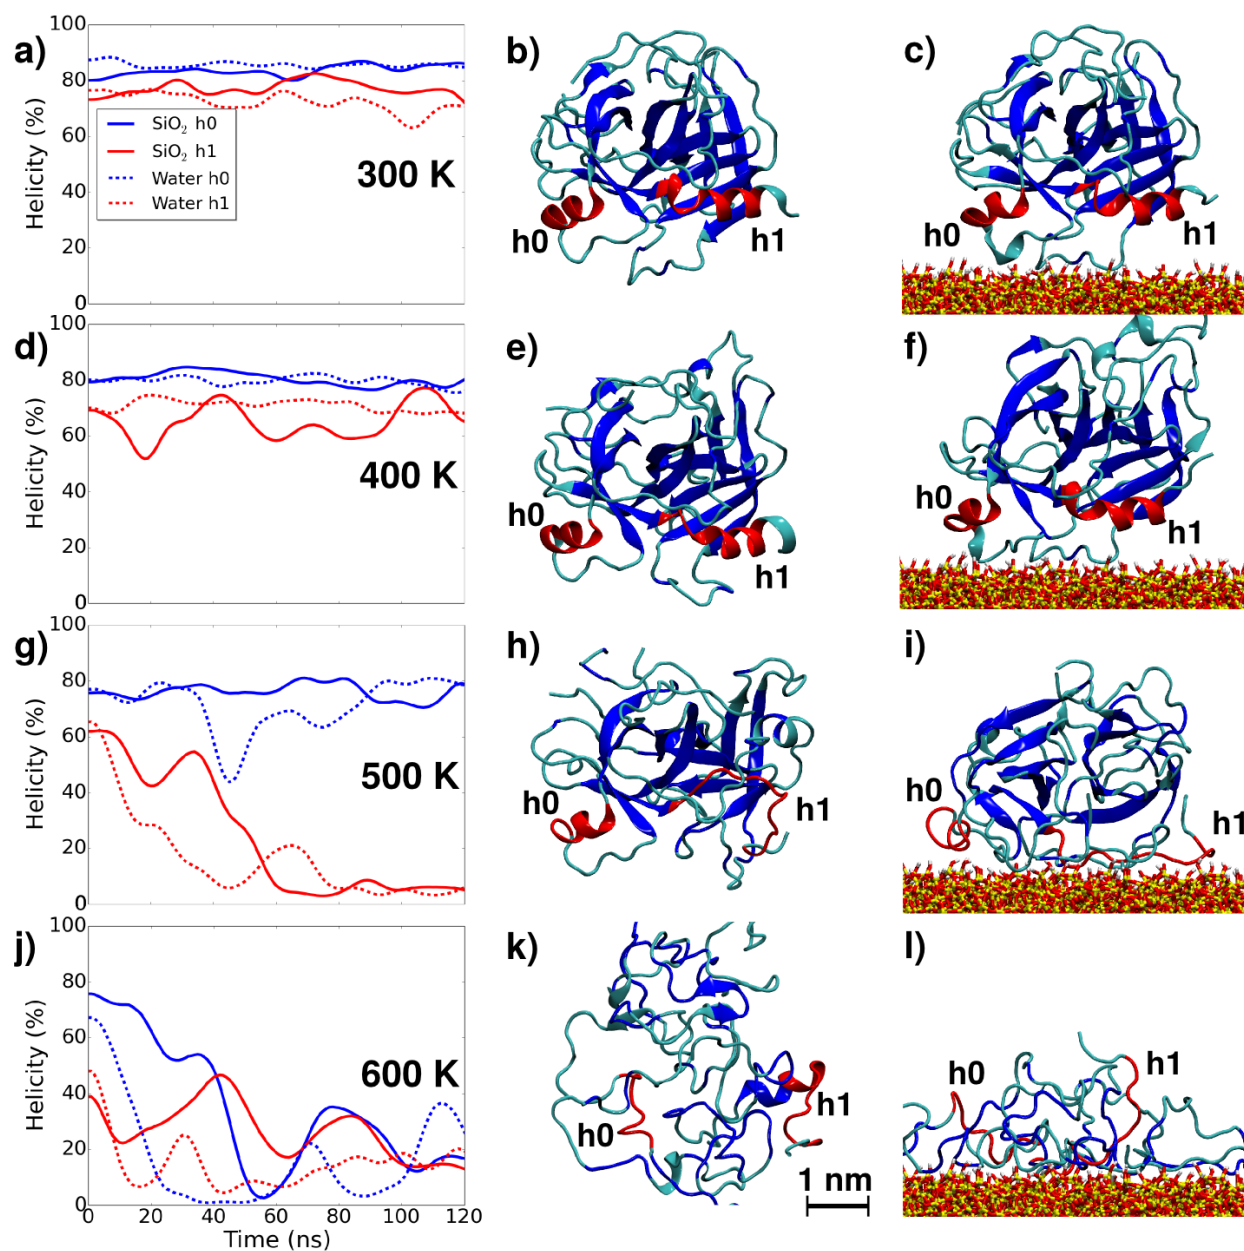 a)
100
80
60
40
20
0
Helicity (%)
SiO₂ h0
SiO₂ h1
Water h0
Water h1
300 K
b)
h0
h1
c)
h0
h1
d)
100
80
60
40
20
0
Helicity (%)
400 K
e)
h0
h1
f)
h0
h1
g)
100
80
60
40
20
0
Helicity (%)
500 K
h)
h0
h1
i)
h0
h1
j)
100
80
60
40
20
0
Helicity (%)
600 K
0 20 40 60 80 100 120
Time (ns)
k)
h0
h1
1 nm
l)
h0
h1